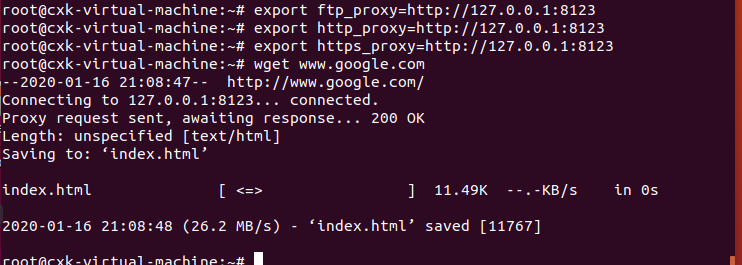 root@cxk-virtual-machine:~# export ftp_proxy=http://127.0.0.1:8123
root@cxk-virtual-machine:~# export http_proxy=http://127.0.0.1:8123
root@cxk-virtual-machine:~# export https_proxy=http://127.0.0.1:8123
root@cxk-virtual-machine:~# wget www.google.com
--2020-01-16 21:08:47--  http://www.google.com/
Connecting to 127.0.0.1:8123... connected.
Proxy request sent, awaiting response... 200 OK
Length: unspecified [text/html]
Saving to: ‘index.html’
index.html              [ <=>                ]  11.49K  --.-KB/s    in 0s
2020-01-16 21:08:48 (26.2 MB/s) - ‘index.html’ saved [11767]
root@cxk-virtual-machine:~#